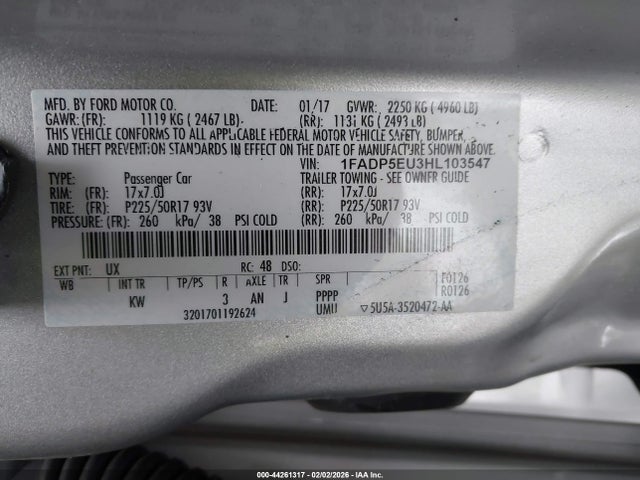 MFD. BY FORD MOTOR CO. DATE: 01/17 GVWR: 2250 KG ( 4960 LB)
GAWR: (FR): 1119 KG ( 2467 LB) (RR): 1131 KG ( 2493 LB)
THIS VEHICLE CONFORMS TO ALL APPLICABLE FEDERAL MOTOR VEHICLE SAFETY, BUMPER,
AND THEFT PREVENTION STANDARDS IN EFFECT ON THE DATE OF MANUFACTURE SHOWN ABOVE.
VIN: 1FADP5EU3HL103547
TYPE: Passenger Car TRAILER TOWING - SEE OWNER GUIDE
RIM: (FR): 17x7.0J (RR): 17x7.0J
TIRE: (FR): P225/50R17 93V (RR): P225/50R17 93V
PRESSURE: (FR): 260 kPa/ 38 PSI COLD (RR): 260 kPa/ 38 PSI COLD
EXT PNT: UX RC: 48 DSO: F0126
WB INT TR TP/PS R AXLE TR SPR R0126
KW 3 AN J PPPP
3201701192624 UMU ▽5U5A-3520472-AA
000-44261317 - 02/02/2026 - IAAI Copart